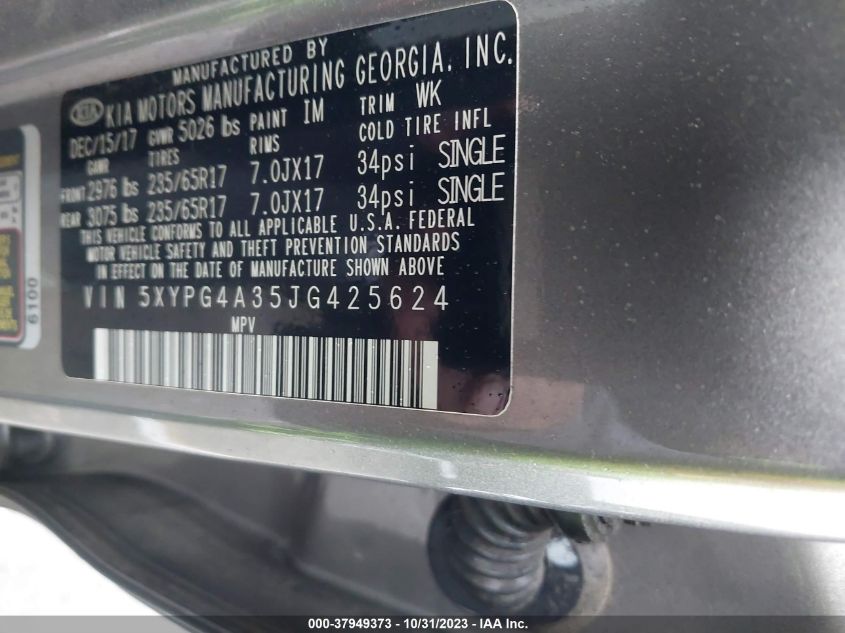 MANUFACTURED BY
KIA KIA MOTORS MANUFACTURING GEORGIA, INC.
DEC/15/17 GVWR 5026 lbs PAINT IM TRIM WK
GAWR TIRES RIMS COLD TIRE INFL
FRONT 2976 lbs 235/65R17 7.0JX17 34psi SINGLE
REAR 3075 lbs 235/65R17 7.0JX17 34psi SINGLE
THIS VEHICLE CONFORMS TO ALL APPLICABLE U.S.A. FEDERAL
MOTOR VEHICLE SAFETY AND THEFT PREVENTION STANDARDS
IN EFFECT ON THE DATE OF MANUFACTURE SHOWN ABOVE
VIN 5XYPG4A35JG425624
MPV
6100
000-37949373 - 10/31/2023 - IAA Inc.